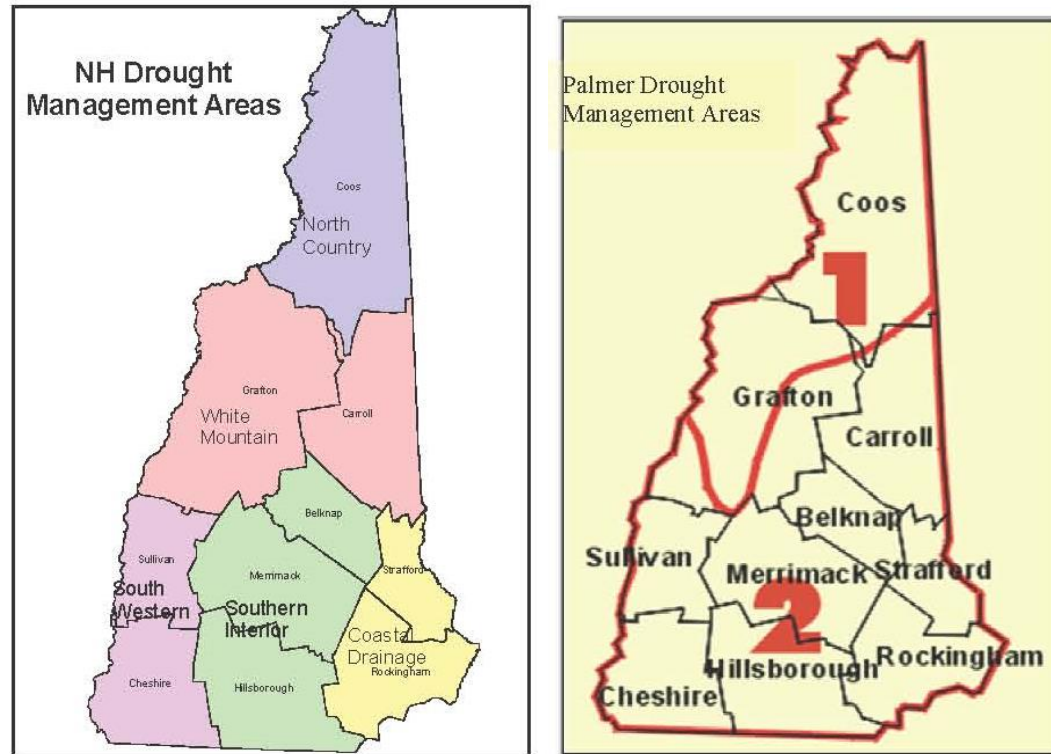 NH Drought
Management Areas
Coos
North
Country
Grafton
White
Mountain
Carroll
Belknap
Sullivan
South
Western
Merrimack
Southern
Interior
Strafford
Coastal
Drainage
Rockingham
Cheshire
Hillsborough
Palmer Drought
Management Areas
Coos
1
Grafton
Carroll
Belknap
Sullivan
Merrimack
Strafford
2
Hillsborough
Rockingham
Cheshire